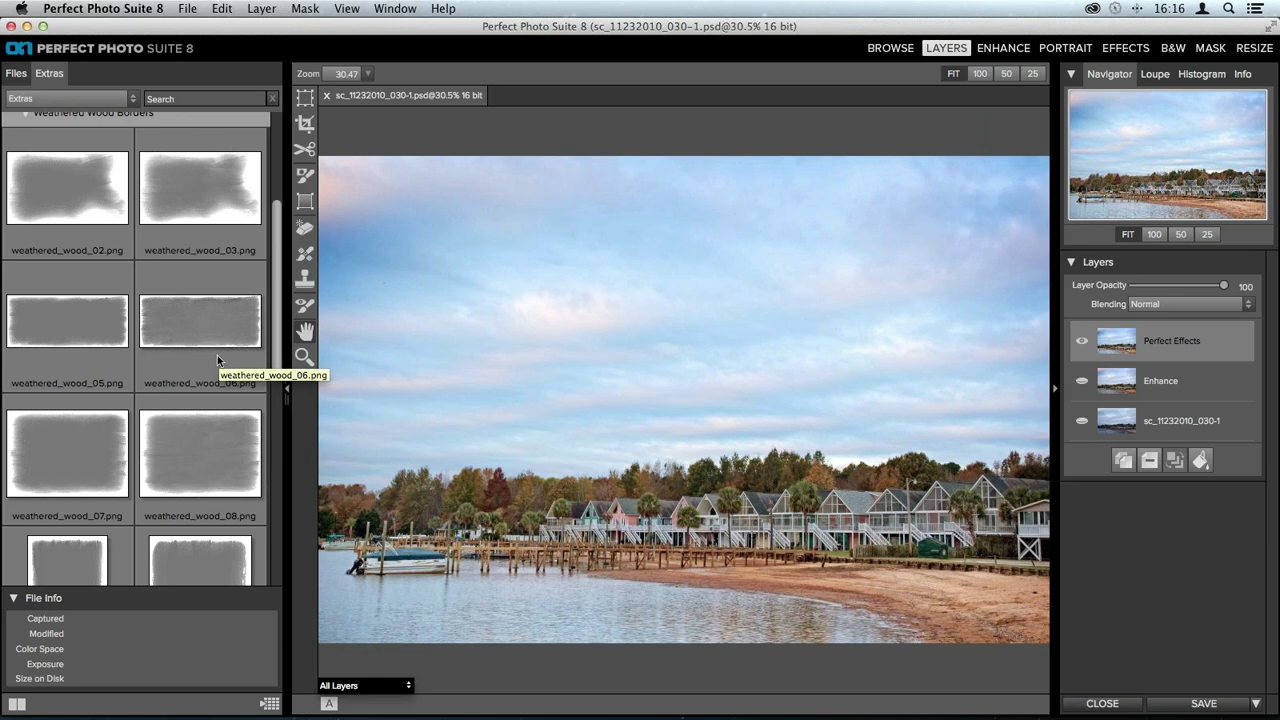 Perfect Photo Suite 8 File Edit Layer Mask View Window Help 16:16
Perfect Photo Suite 8 (sc_11232010_030-1.psd@30.5% 16 bit)
on PERFECT PHOTO SUITE 8 BROWSE LAYERS ENHANCE PORTRAIT EFFECTS B&W MASK RESIZE
Files Extras
Zoom 30.47 FIT 100 50 25
Navigator Loupe Histogram Info
Extras Search X
X sc_11232010_030-1.psd@30.5% 16 bit
Weathered Wood Borders
weathered_wood_02.png weathered_wood_03.png
weathered_wood_05.png weathered_wood_06.png
weathered_wood_06.png
weathered_wood_07.png weathered_wood_08.png
FIT 100 50 25
Layers
Layer Opacity 100
Blending Normal
Perfect Effects
Enhance
sc_11232010_030-1
File Info
Captured
Modified
Color Space
Exposure
Size on Disk
All Layers
A
CLOSE SAVE